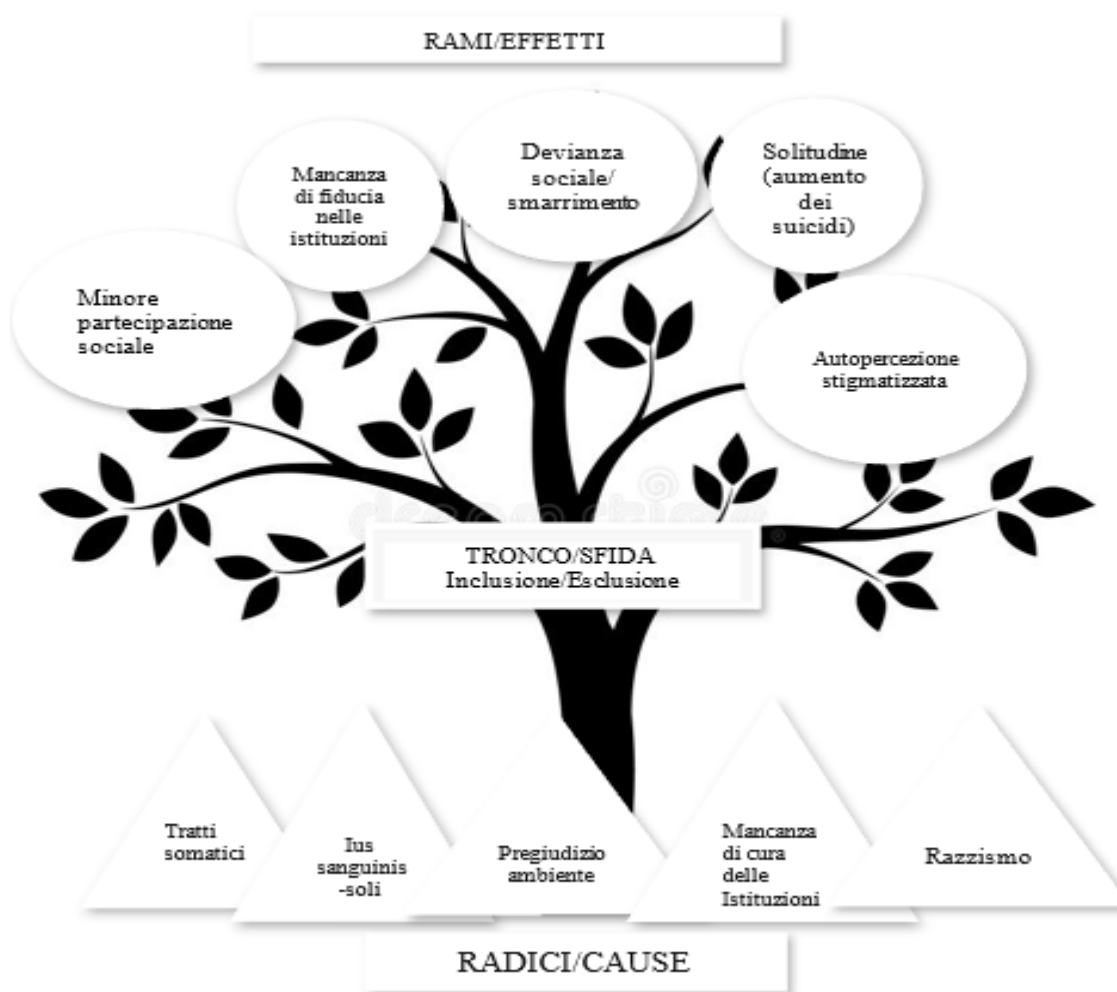 RAMI/EFFETTI
Devianza
sociale/
smarrimento
Solitudine
(aumento
dei
suicidi)
Mancanza
di fiducia
nelle
istituzioni
Minore
partecipazione
sociale
Autopercezione
stigmatizzata
TRONCO/SFIDA
Inclusione/Esclusione
Tratti
somatici
Ius
sanguinis
-soli
Pregiudizio
ambiente
Mancanza
di cura
delle
Istituzioni
Razzismo
RADICI/CAUSE